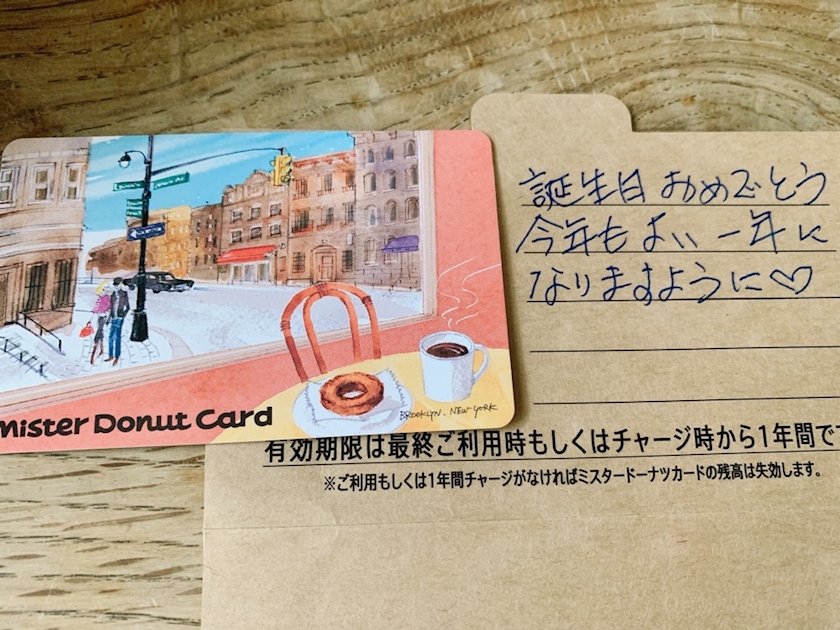 誕生日おめでとう
今年もよい一年に
なりますように♡
Mister Donut Card
BROOKLYN. NEW YORK
有効期限は最終ご利用時もしくはチャージ時から1年間で
※ご利用もしくは1年間チャージがなければミスタードーナツカードの残高は失効します。